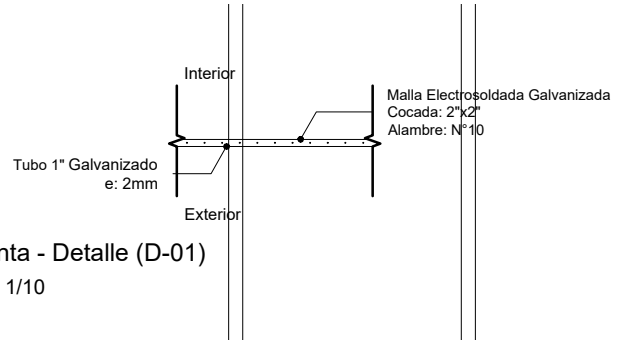 Interior
Malla Electrosoldada Galvanizada
Cocada: 2"x2"
Alambre: N°10
Tubo 1" Galvanizado
e: 2mm
Exterior
nta - Detalle (D-01)
1/10